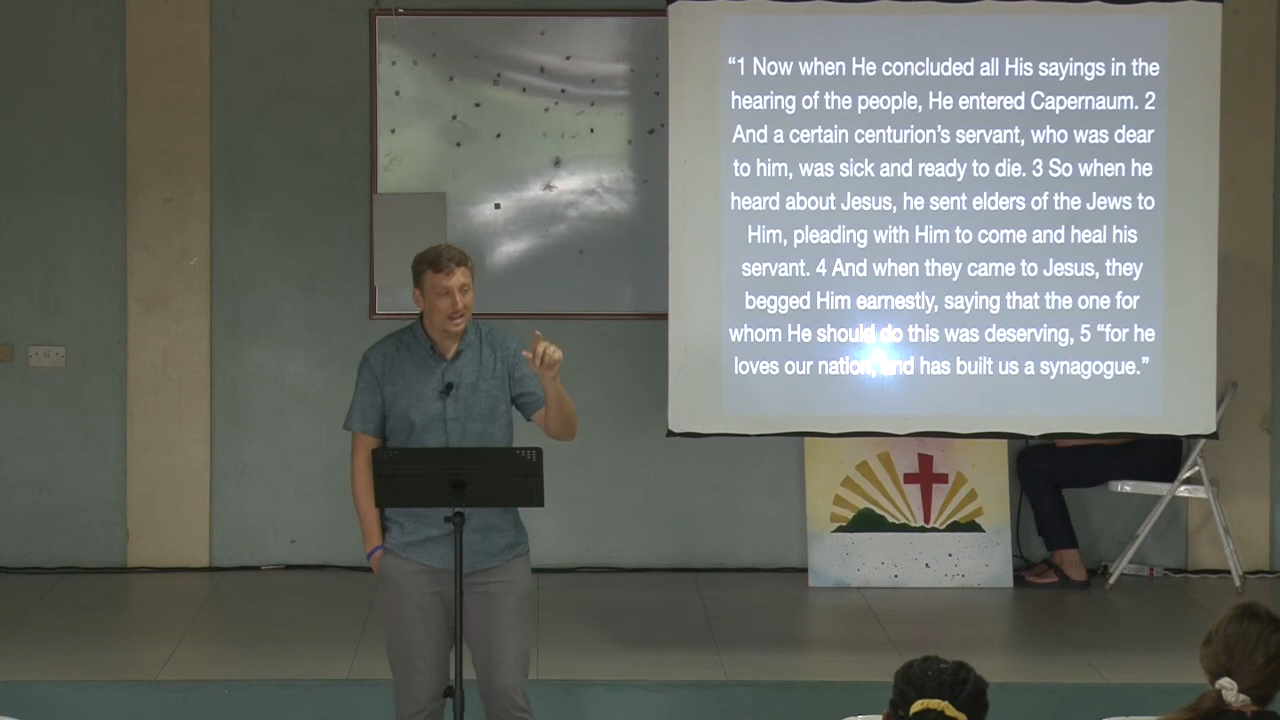 “1 Now when He concluded all His sayings in the
hearing of the people, He entered Capernaum. 2
And a certain centurion’s servant, who was dear
to him, was sick and ready to die. 3 So when he
heard about Jesus, he sent elders of the Jews to
Him, pleading with Him to come and heal his
servant. 4 And when they came to Jesus, they
begged Him earnestly, saying that the one for
whom He should do this was deserving, 5 “for he
loves our nation, and has built us a synagogue.”